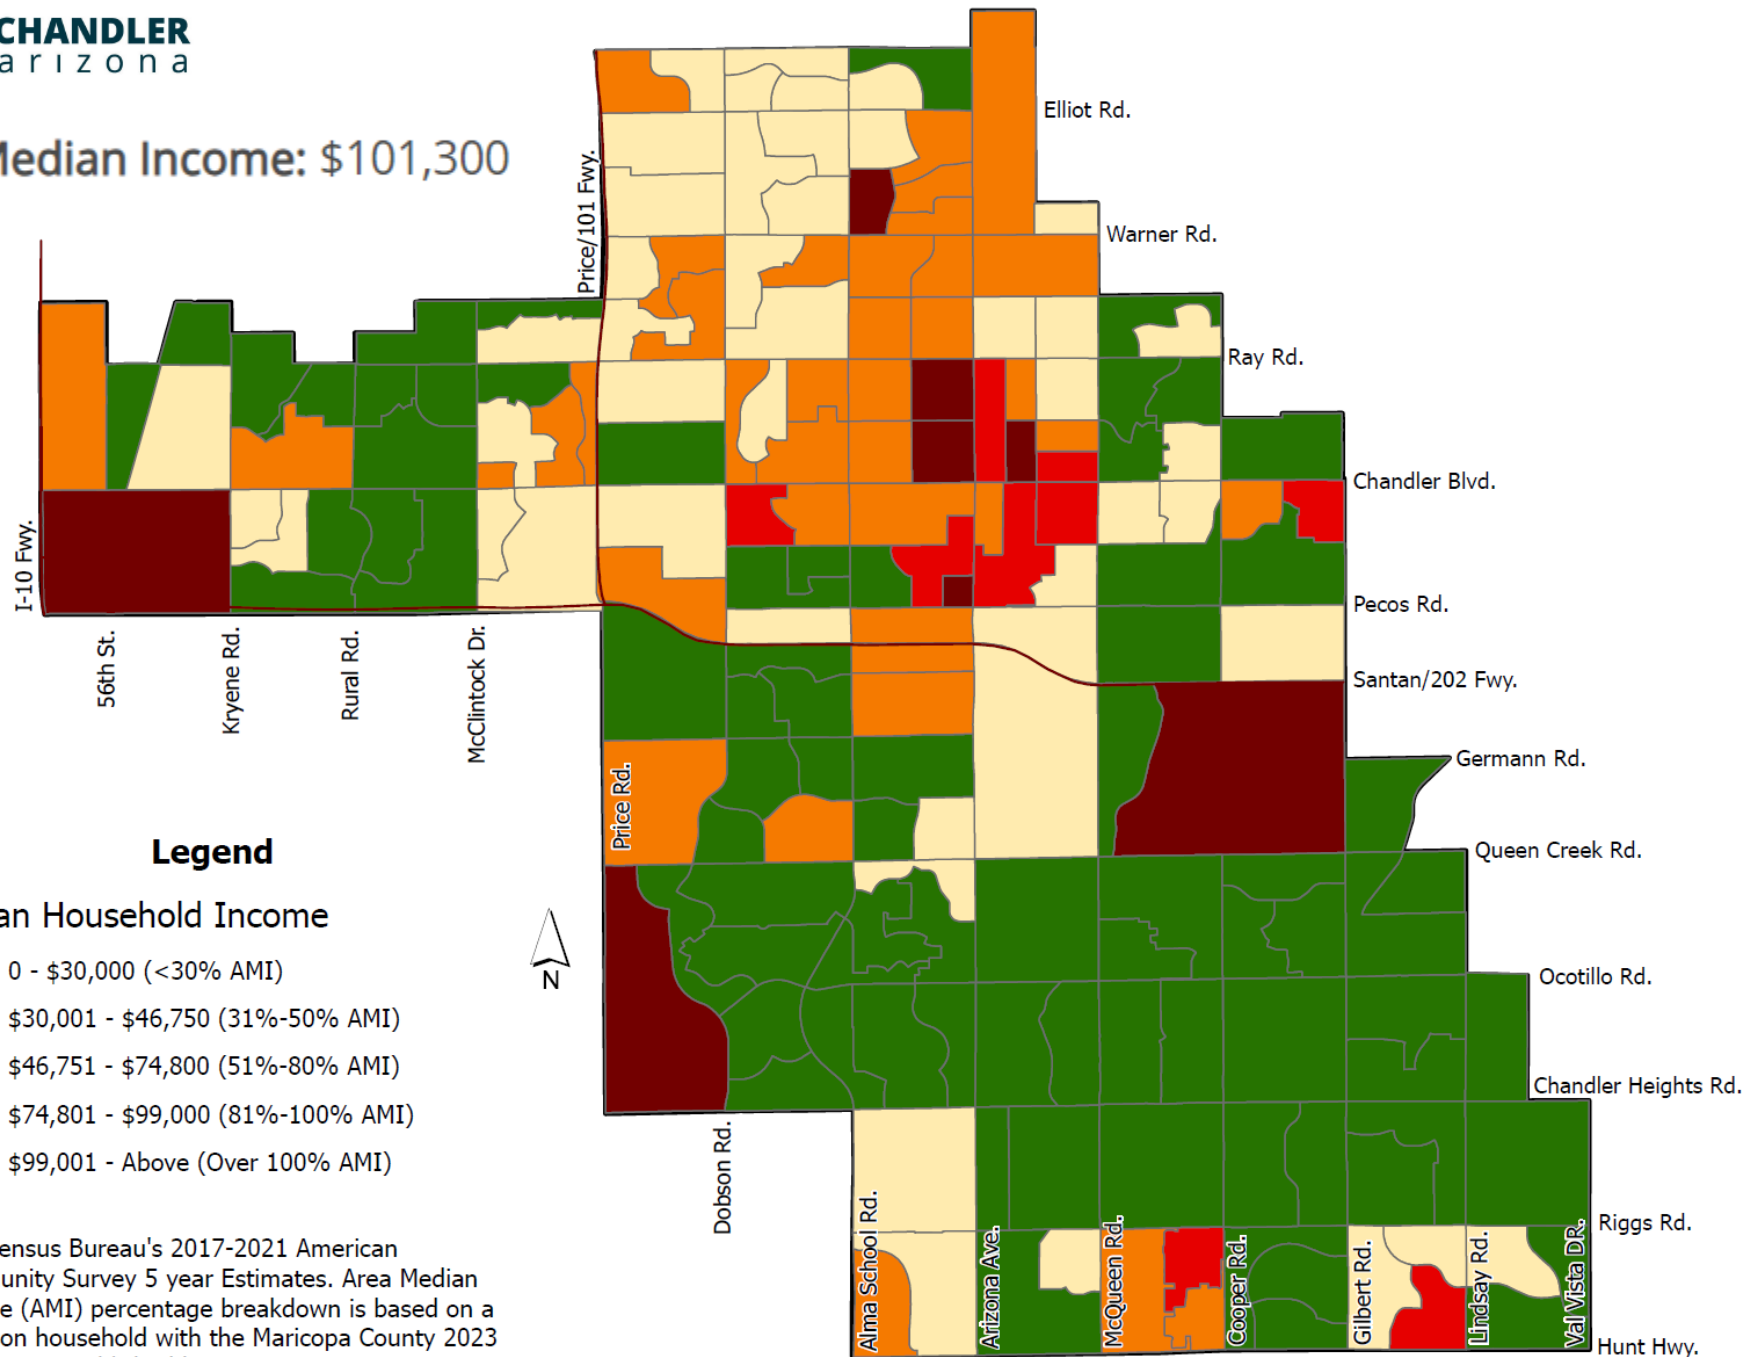 CHANDLER
arizona
Median Income: $101,300
Elliot Rd.
Price/101 Fwy.
Warner Rd.
Ray Rd.
Chandler Blvd.
I-10 Fwy.
Pecos Rd.
56th St.
Kryene Rd.
Rural Rd.
McClintock Dr.
Santan/202 Fwy.
Germann Rd.
Price Rd.
Queen Creek Rd.
Legend
an Household Income
0 - $30,000 (<30% AMI)
$30,001 - $46,750 (31%-50% AMI)
$46,751 - $74,800 (51%-80% AMI)
$74,801 - $99,000 (81%-100% AMI)
$99,001 - Above (Over 100% AMI)
N
Ocotillo Rd.
Chandler Heights Rd.
Dobson Rd.
Alma School Rd.
Arizona Ave.
McQueen Rd.
Cooper Rd.
Gilbert Rd.
Lindsay Rd.
Val Vista DR.
Riggs Rd.
Hunt Hwy.
ensus Bureau's 2017-2021 American
unity Survey 5 year Estimates. Area Median
e (AMI) percentage breakdown is based on a
on household with the Maricopa County 2023